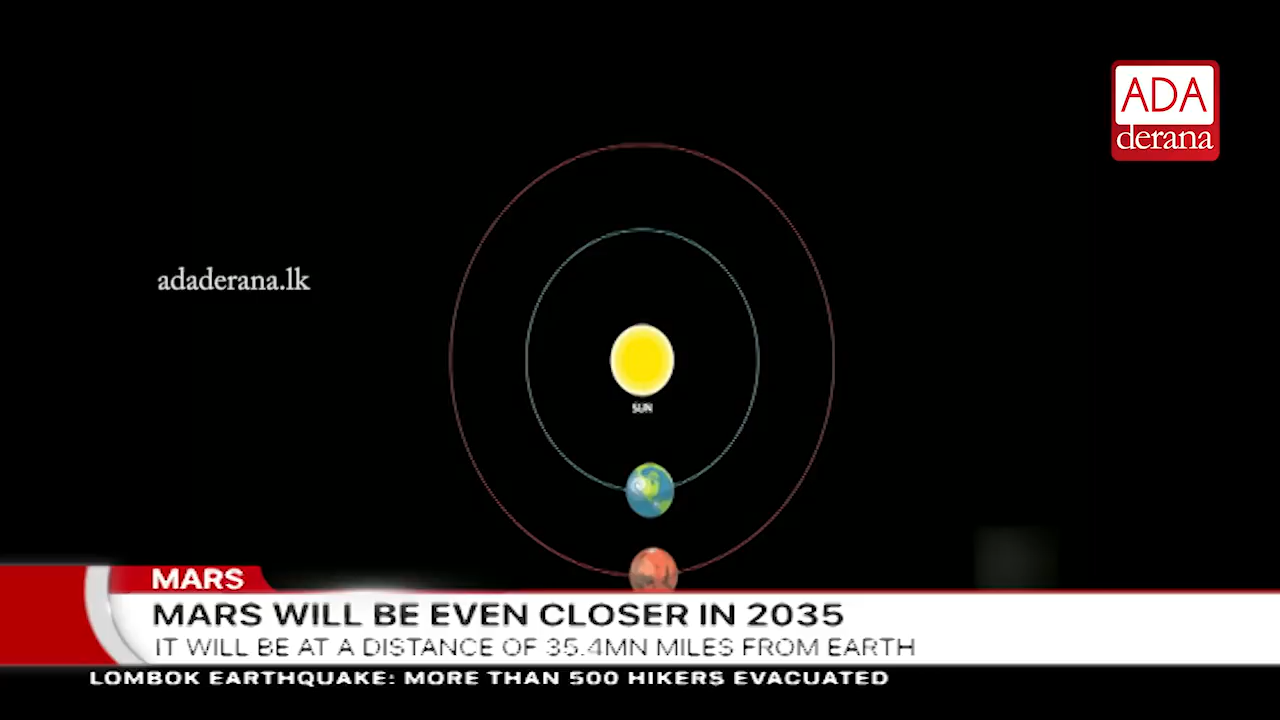 ADA
derana
adaderana.lk
SUN
MARS
MARS WILL BE EVEN CLOSER IN 2035
IT WILL BE AT A DISTANCE OF 35.4MN MILES FROM EARTH
LOMBOK EARTHQUAKE: MORE THAN 500 HIKERS EVACUATED